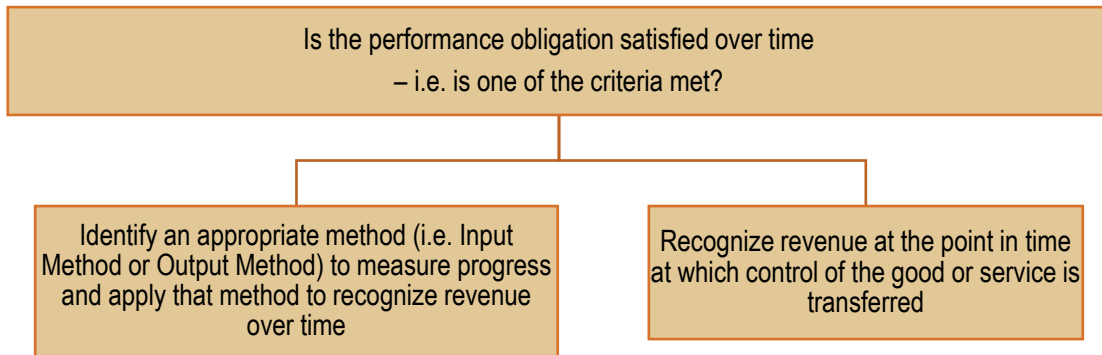 Is the performance obligation satisfied over time
– i.e. is one of the criteria met?
Identify an appropriate method (i.e. Input
Method or Output Method) to measure progress
and apply that method to recognize revenue
over time
Recognize revenue at the point in time
at which control of the good or service is
transferred